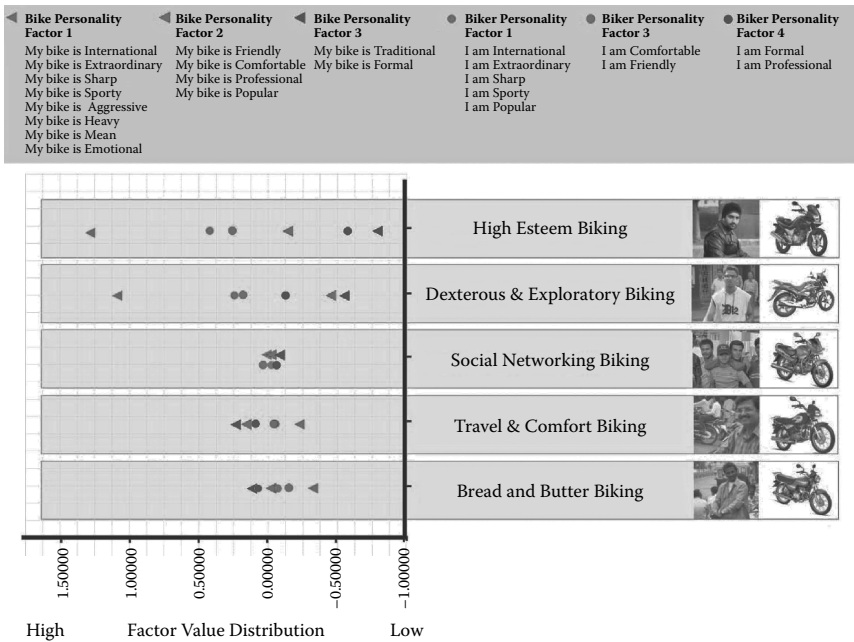 Bike Personality Factor 1
My bike is International
My bike is Extraordinary
My bike is Sharp
My bike is Sporty
My bike is Aggressive
My bike is Heavy
My bike is Mean
My bike is Emotional
Bike Personality Factor 2
My bike is Friendly
My bike is Comfortable
My bike is Professional
My bike is Popular
Bike Personality Factor 3
My bike is Traditional
My bike is Formal
Biker Personality Factor 1
I am International
I am Extraordinary
I am Sharp
I am Sporty
I am Popular
Biker Personality Factor 3
I am Comfortable
I am Friendly
Biker Personality Factor 4
I am Formal
I am Professional
High Esteem Biking
Dexterous & Exploratory Biking
Social Networking Biking
Travel & Comfort Biking
Bread and Butter Biking
1.50000
1.00000
0.50000
0.00000
−0.50000
−1.00000
High
Factor Value Distribution
Low